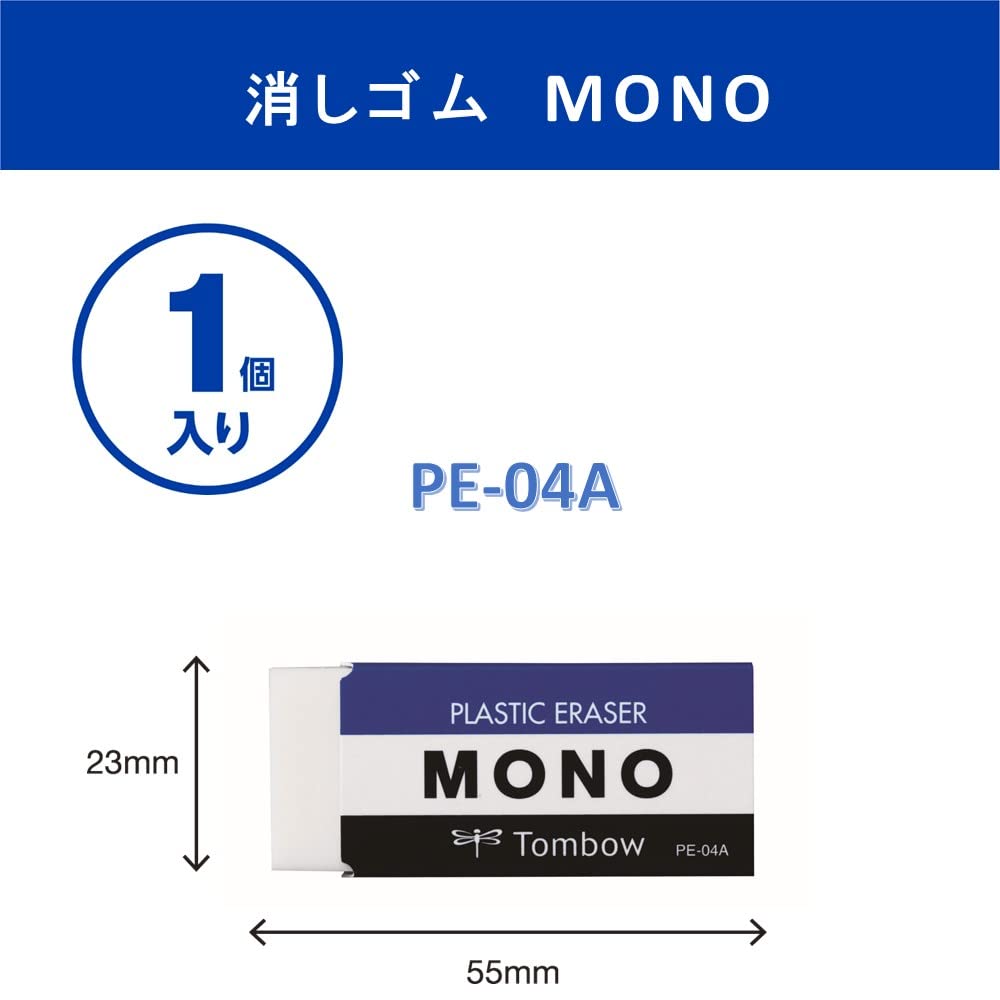 消しゴム MONO
1個
入り
PE-04A
PLASTIC ERASER
23mm
MONO
Tombow PE-04A
55mm